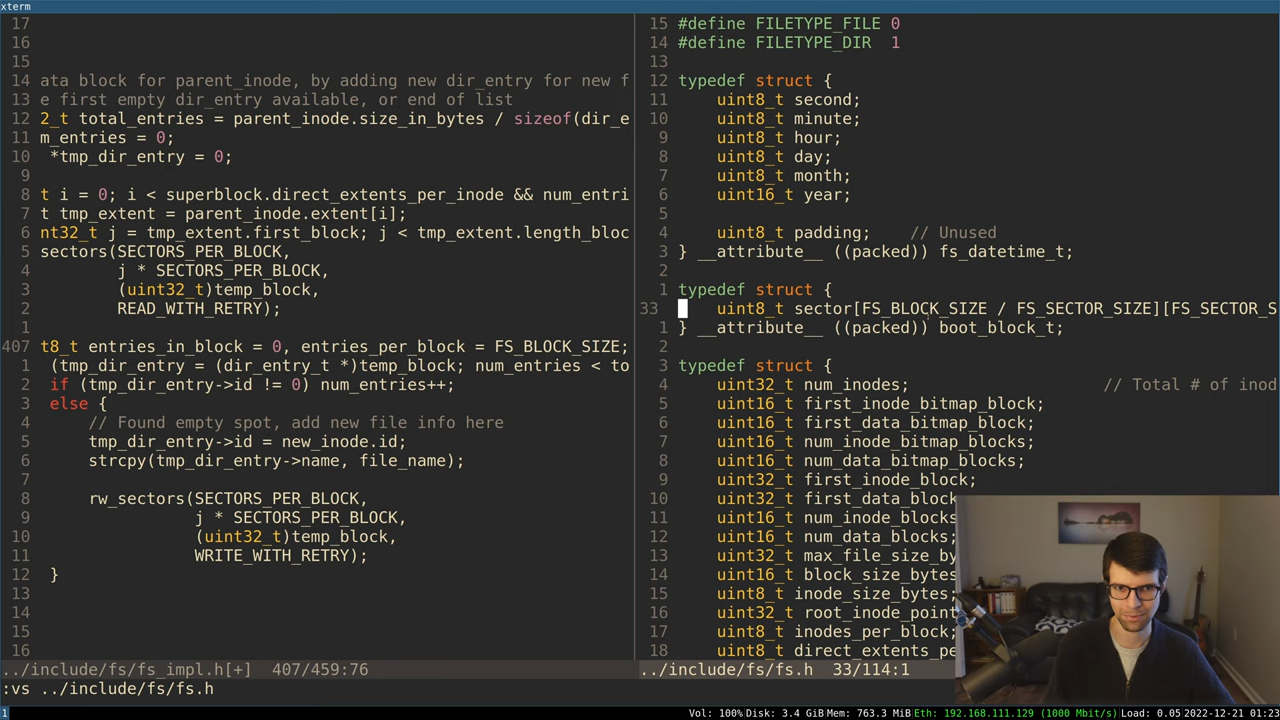 xterm
17
16
15
14 ata block for parent_inode, by adding new dir_entry for new f
13 e first empty dir_entry available, or end of list
12 2_t total_entries = parent_inode.size_in_bytes / sizeof(dir_e
11 m_entries = 0;
10  *tmp_dir_entry = 0;
9
8 t i = 0; i < superblock.direct_extents_per_inode && num_entri
7 t tmp_extent = parent_inode.extent[i];
6 nt32_t j = tmp_extent.first_block; j < tmp_extent.length_bloc
5 sectors(SECTORS_PER_BLOCK,
4         j * SECTORS_PER_BLOCK,
3         (uint32_t)temp_block,
2         READ_WITH_RETRY);
1
407 t8_t entries_in_block = 0, entries_per_block = FS_BLOCK_SIZE;
1  (tmp_dir_entry = (dir_entry_t *)temp_block; num_entries < to
2  if (tmp_dir_entry->id != 0) num_entries++;
3  else {
4      // Found empty spot, add new file info here
5      tmp_dir_entry->id = new_inode.id;
6      strcpy(tmp_dir_entry->name, file_name);
7
8      rw_sectors(SECTORS_PER_BLOCK,
9                 j * SECTORS_PER_BLOCK,
10                 (uint32_t)temp_block,
11                 WRITE_WITH_RETRY);
12  }
13
14
15
16
../include/fs/fs_impl.h[+]  407/459:76
15 #define FILETYPE_FILE 0
14 #define FILETYPE_DIR  1
13
12 typedef struct {
11     uint8_t second;
10     uint8_t minute;
9     uint8_t hour;
8     uint8_t day;
7     uint8_t month;
6     uint16_t year;
5
4     uint8_t padding;    // Unused
3 } __attribute__ ((packed)) fs_datetime_t;
2
1 typedef struct {
33     uint8_t sector[FS_BLOCK_SIZE / FS_SECTOR_SIZE][FS_SECTOR_S
1 } __attribute__ ((packed)) boot_block_t;
2
3 typedef struct {
4     uint32_t num_inodes;                    // Total # of inod
5     uint16_t first_inode_bitmap_block;
6     uint16_t first_data_bitmap_block;
7     uint16_t num_inode_bitmap_blocks;
8     uint16_t num_data_bitmap_blocks;
9     uint32_t first_inode_block;
10     uint32_t first_data_block
11     uint16_t num_inode_blocks
12     uint16_t num_data_blocks;
13     uint32_t max_file_size_by
14     uint16_t block_size_bytes
15     uint8_t inode_size_bytes;
16     uint32_t root_inode_point
17     uint8_t inodes_per_block;
18     uint8_t direct_extents_pe
../include/fs/fs.h  33/114:1
:vs ../include/fs/fs.h
1 Vol: 100% Disk: 3.4 GiB Mem: 763.3 MiB Eth: 192.168.111.129 (1000 Mbit/s) Load: 0.05 2022-12-21 01:23